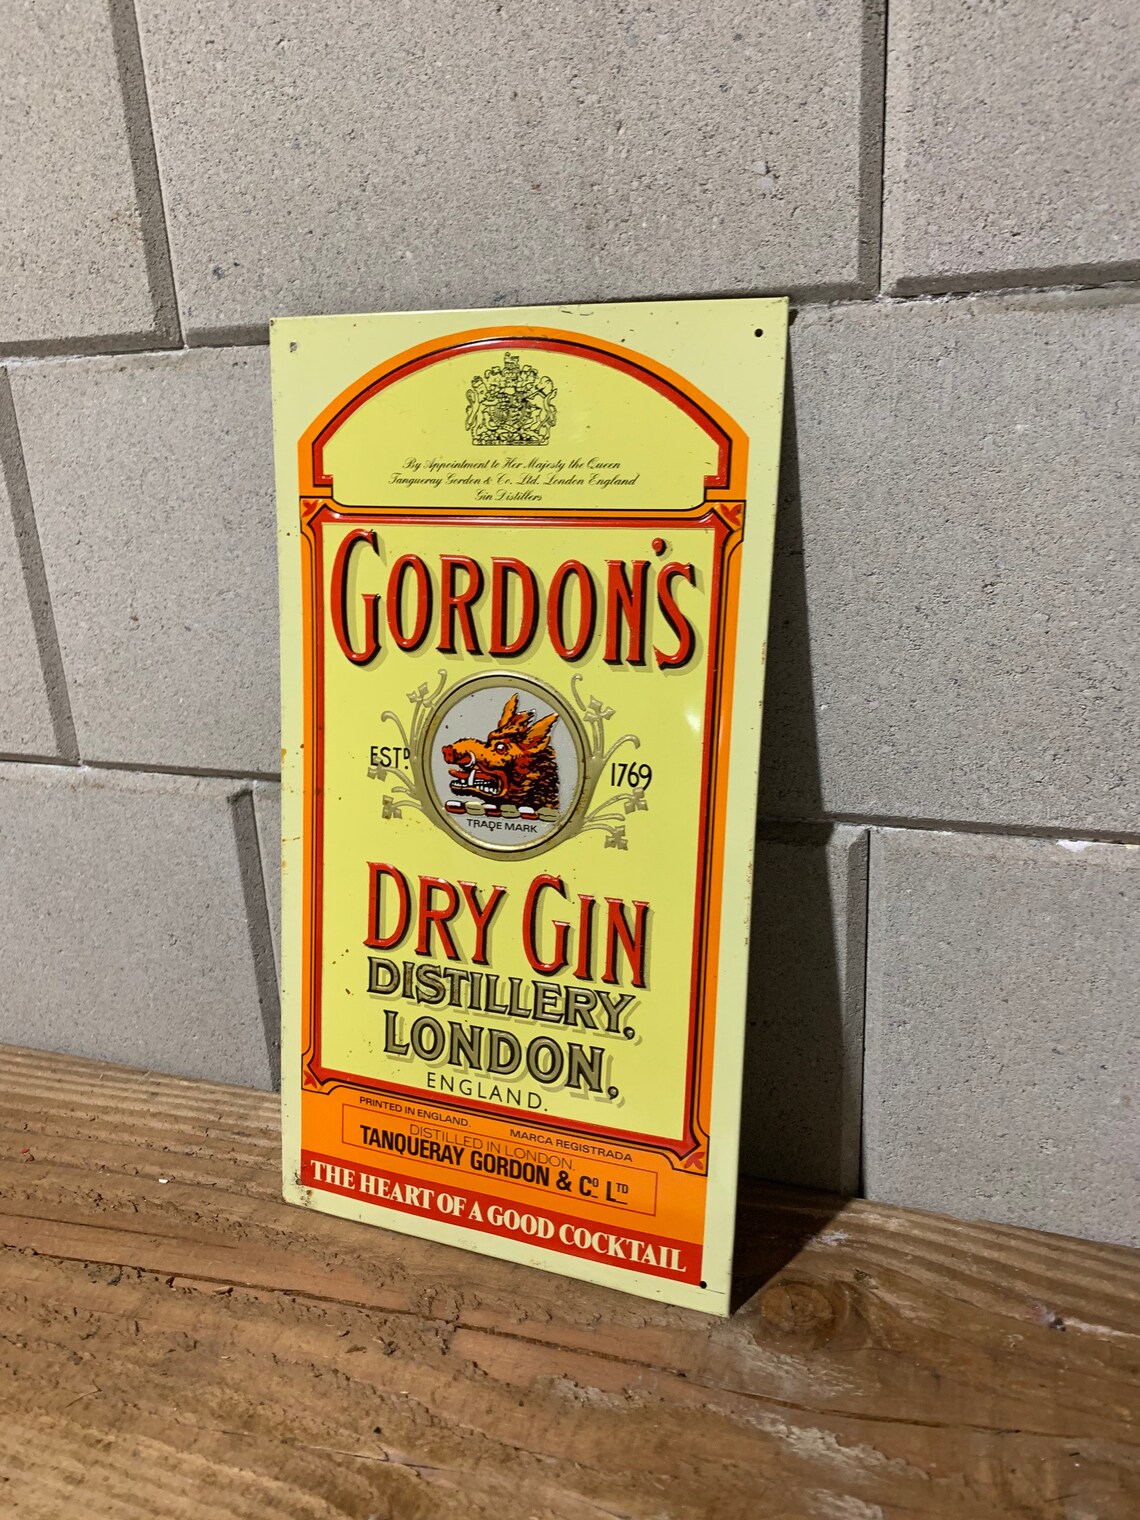 By Appointment to Her Majesty the Queen
Tanqueray Gordon & Co. Ltd. London England
Gin Distillers
GORDON'S
ESTD. 1769
TRADE MARK
DRY GIN
DISTILLERY,
LONDON,
ENGLAND.
PRINTED IN ENGLAND. MARCA REGISTRADA
DISTILLED IN LONDON.
TANQUERAY GORDON & CO LTD
THE HEART OF A GOOD COCKTAIL